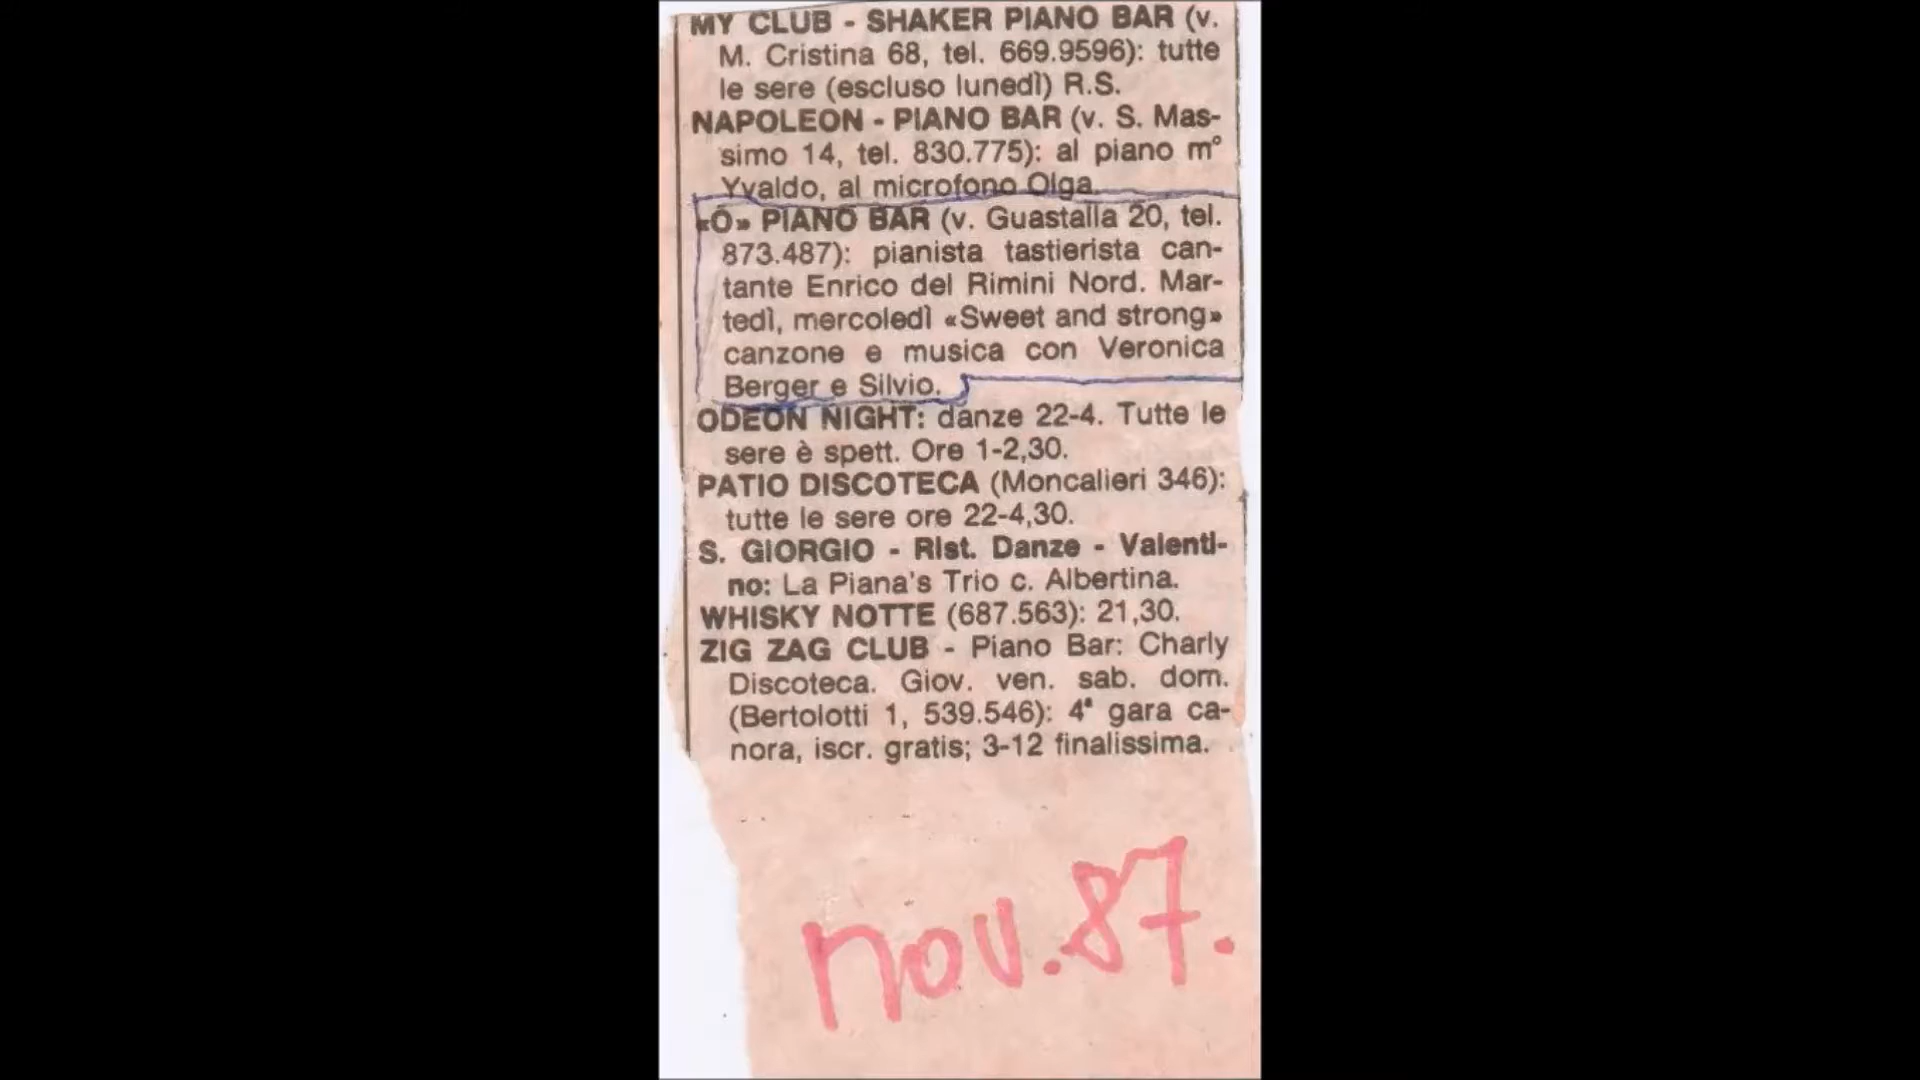 MY CLUB - SHAKER PIANO BAR (v.
M. Cristina 68, tel. 669.9596): tutte
le sere (escluso lunedì) R.S.
NAPOLEON - PIANO BAR (v. S. Mas-
simo 14, tel. 830.775): al piano m°
Yvaldo, al microfono Olga.
«O» PIANO BAR (v. Guastalla 20, tel.
873.487): pianista tastierista can-
tante Enrico del Rimini Nord. Mar-
tedì, mercoledì «Sweet and strong»
canzone e musica con Veronica
Berger e Silvio.
ODEON NIGHT: danze 22-4. Tutte le
sere è spett. Ore 1-2,30.
PATIO DISCOTECA (Moncalieri 346):
tutte le sere ore 22-4,30.
S. GIORGIO - Rist. Danze - Valenti-
no: La Piana's Trio c. Albertina.
WHISKY NOTTE (687.563): 21,30.
ZIG ZAG CLUB - Piano Bar: Charly
Discoteca. Giov. ven. sab. dom.
(Bertolotti 1, 539.546): 4ª gara ca-
nora, iscr. gratis; 3-12 finalissima.
nov. 87.